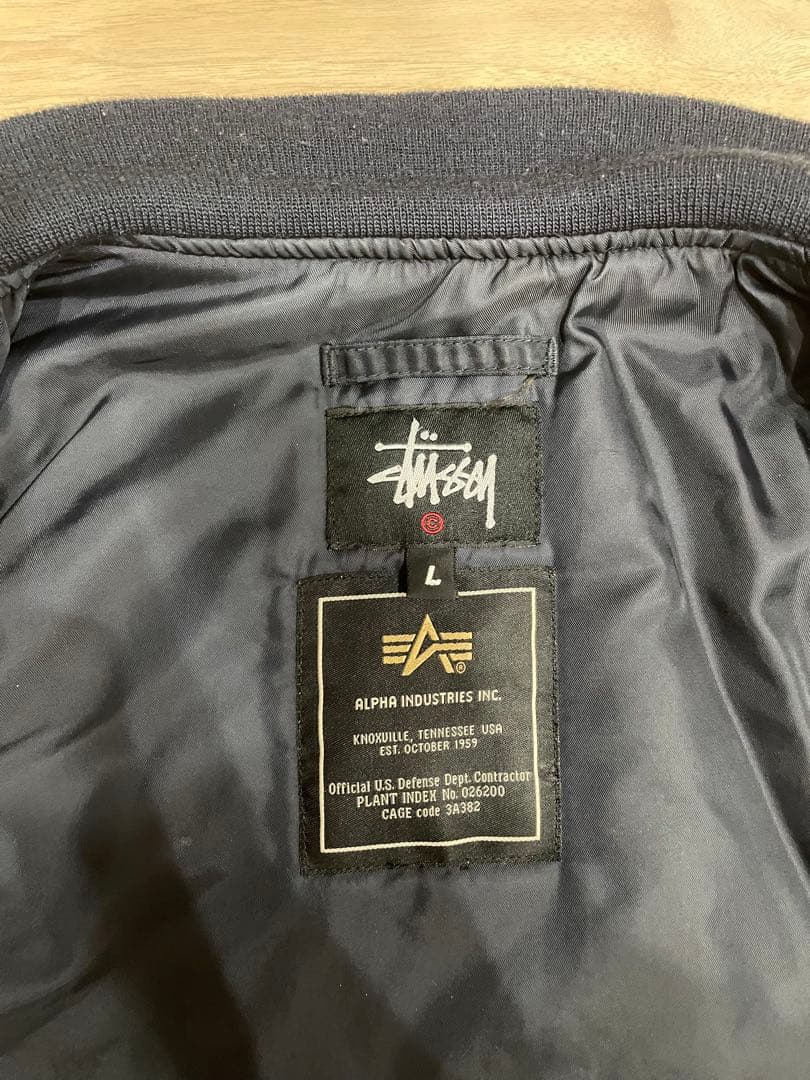 stüssy
©
L
®
ALPHA INDUSTRIES INC.
KNOXVILLE, TENNESSEE USA
EST. OCTOBER 1959
Official U.S. Defense Dept. Contractor
PLANT INDEX No. 026200
CAGE code 3A382